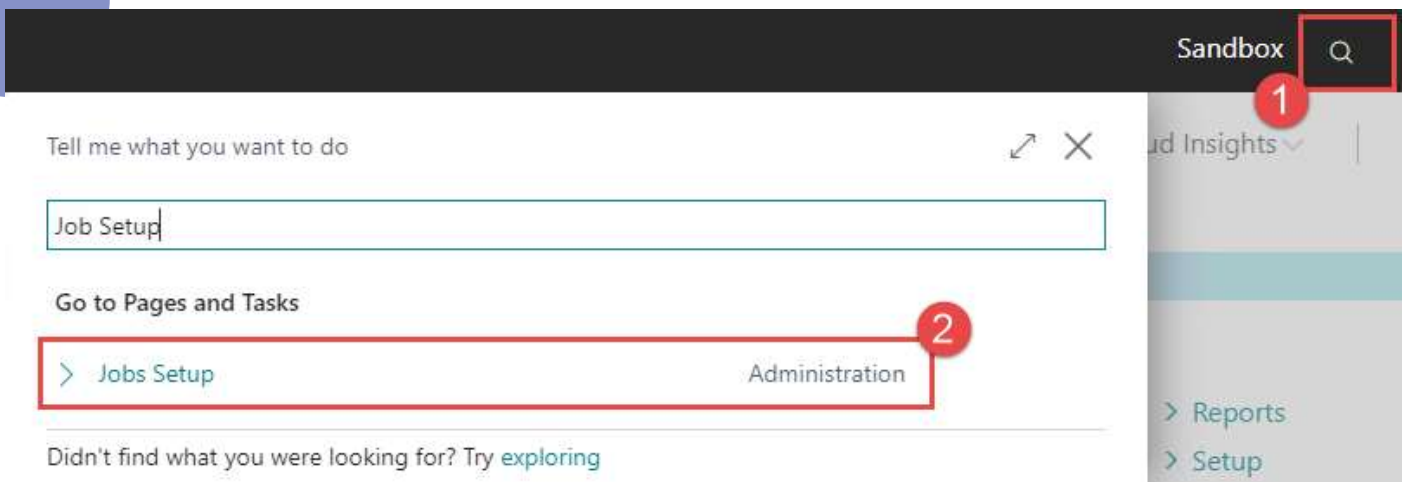 Sandbox
1
Tell me what you want to do
ud Insights
Job Setup
Go to Pages and Tasks
2
Jobs Setup Administration
Reports
Didn't find what you were looking for? Try exploring
Setup